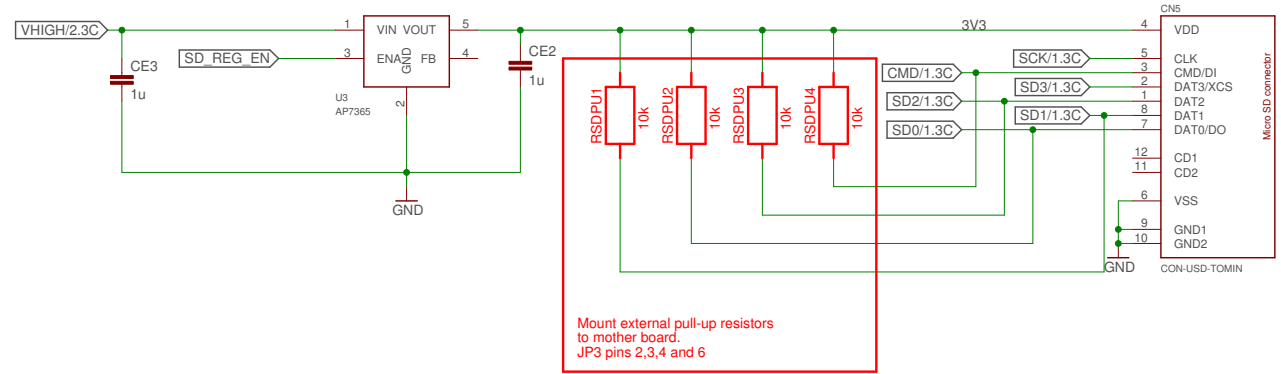 VHIGH/2.3C
SD_REG_EN
CE3
1u
1
3
VIN VOUT
ENA
GND
FB
2
5
4
U3
AP7365
GND
CE2
1u
RSDPU1
10k
RSDPU2
10k
RSDPU3
10k
RSDPU4
10k
Mount external pull-up resistors
to mother board.
JP3 pins 2,3,4 and 6
3V3
CMD/1.3C
SD2/1.3C
SD0/1.3C
SCK/1.3C
SD3/1.3C
SD1/1.3C
GND
CN5
4 VDD
5 CLK
3 CMD/DI
2 DAT3/XCS
1 DAT2
8 DAT1
7 DAT0/DO
12 CD1
11 CD2
6 VSS
9 GND1
10 GND2
Micro SD connector
CON-USD-TOMIN